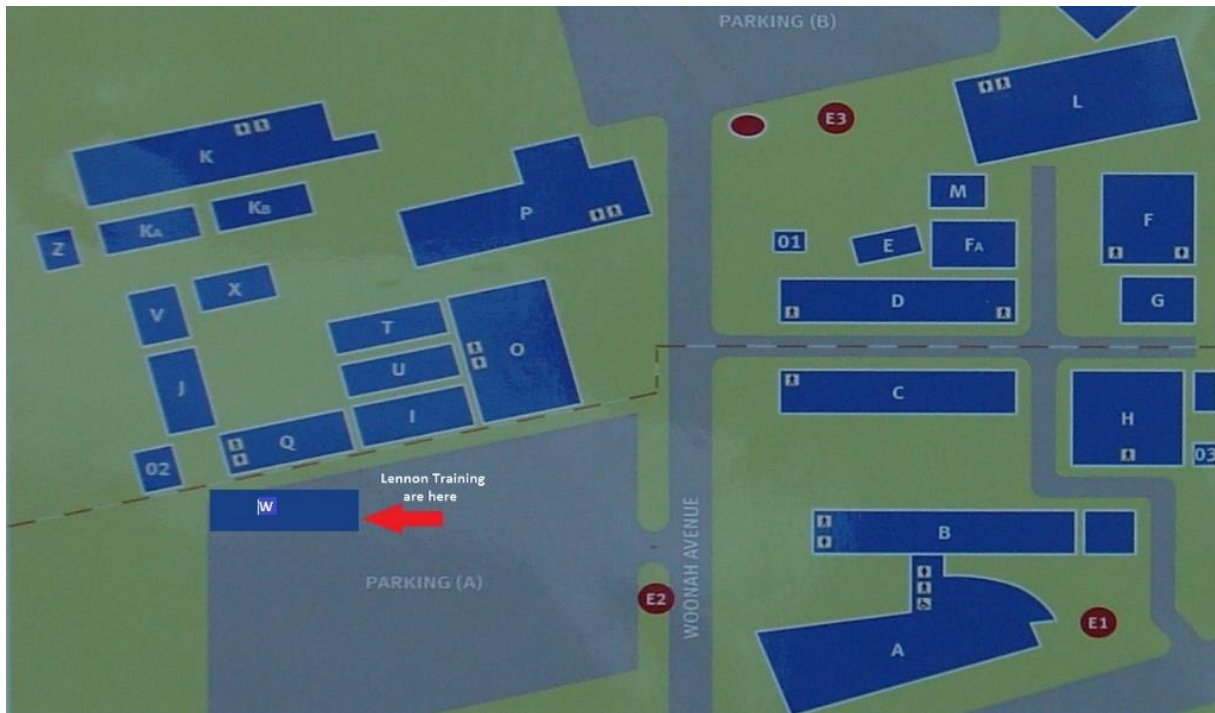 PARKING (B)
L
E3
K
M
P
F
KA
KB
Z
01
E
FA
X
D
G
V
T
O
U
J
C
I
H
Q
02
03
Lennon Training
are here
W
B
WOONAH AVENUE
PARKING (A)
E2
E1
A